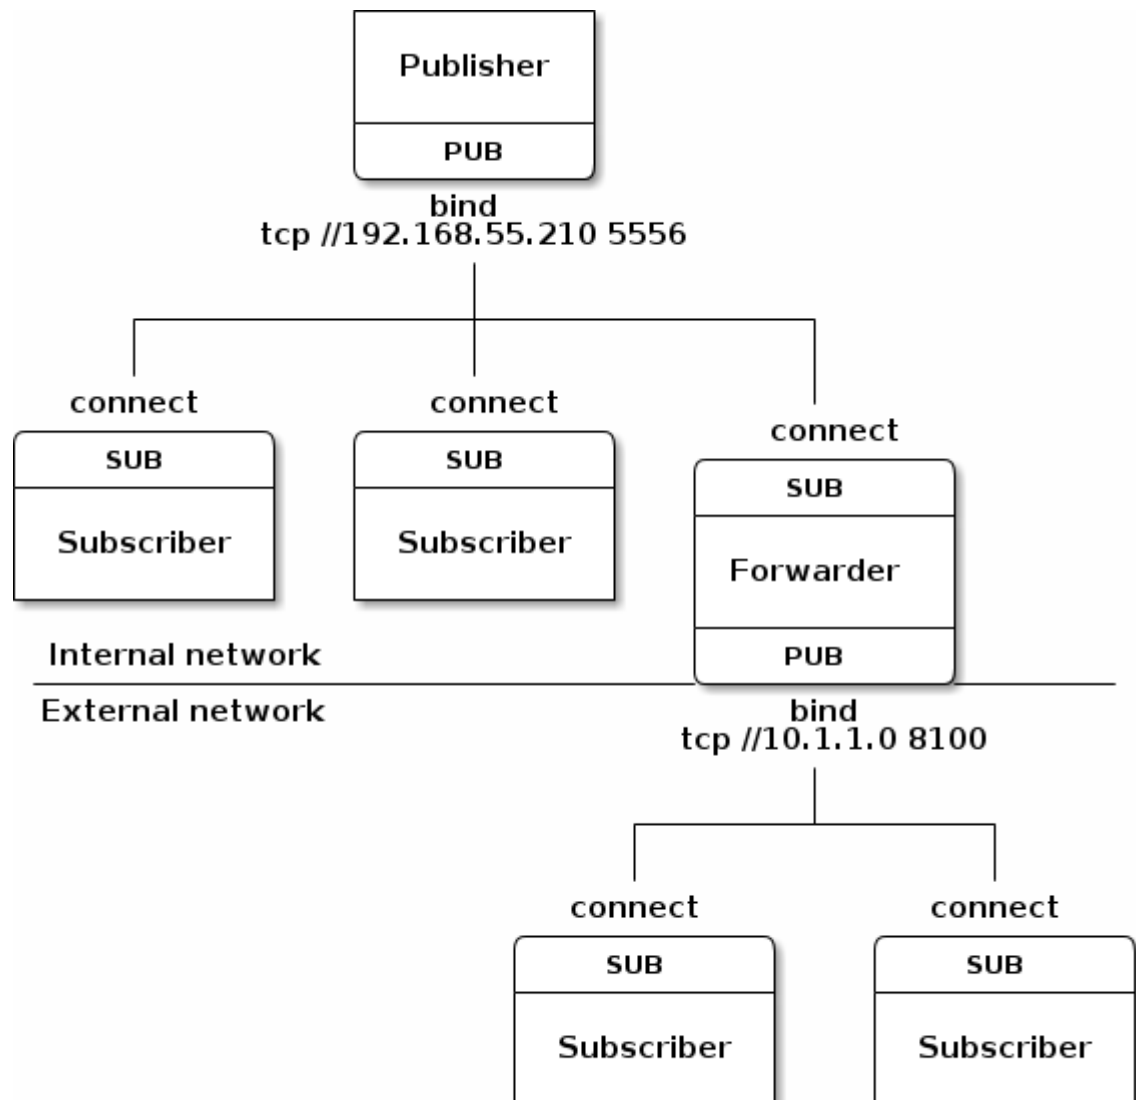 Publisher
PUB
bind
tcp //192.168.55.210 5556
connect
connect
connect
SUB
SUB
SUB
Subscriber
Subscriber
Forwarder
Internal network
PUB
External network
bind
tcp //10.1.1.0 8100
connect
connect
SUB
SUB
Subscriber
Subscriber